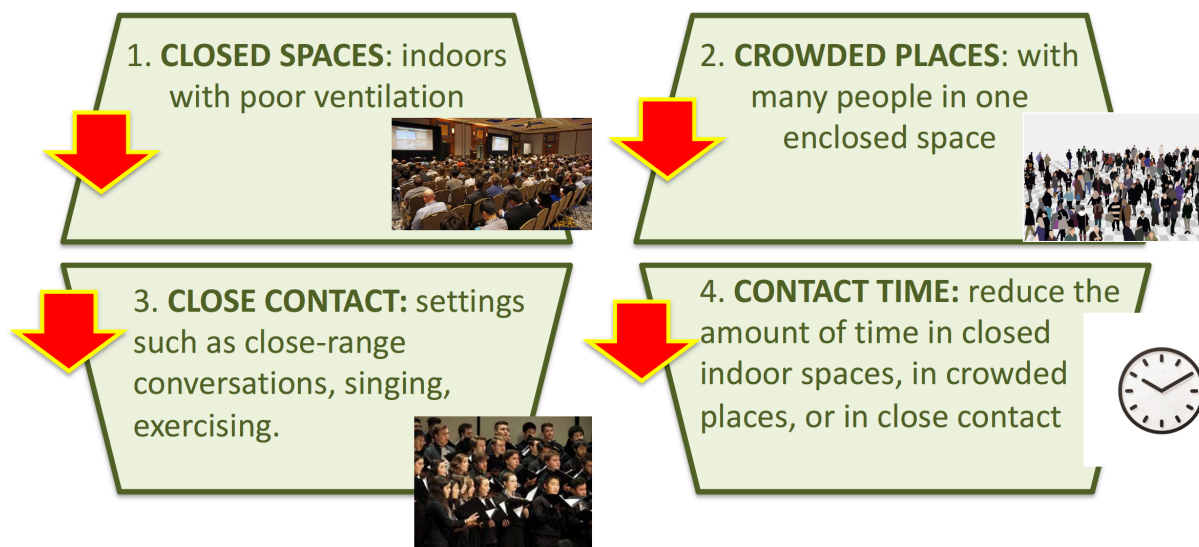 1. CLOSED SPACES: indoors
with poor ventilation
2. CROWDED PLACES: with
many people in one
enclosed space
3. CLOSE CONTACT: settings
such as close-range
conversations, singing,
exercising.
4. CONTACT TIME: reduce the
amount of time in closed
indoor spaces, in crowded
places, or in close contact